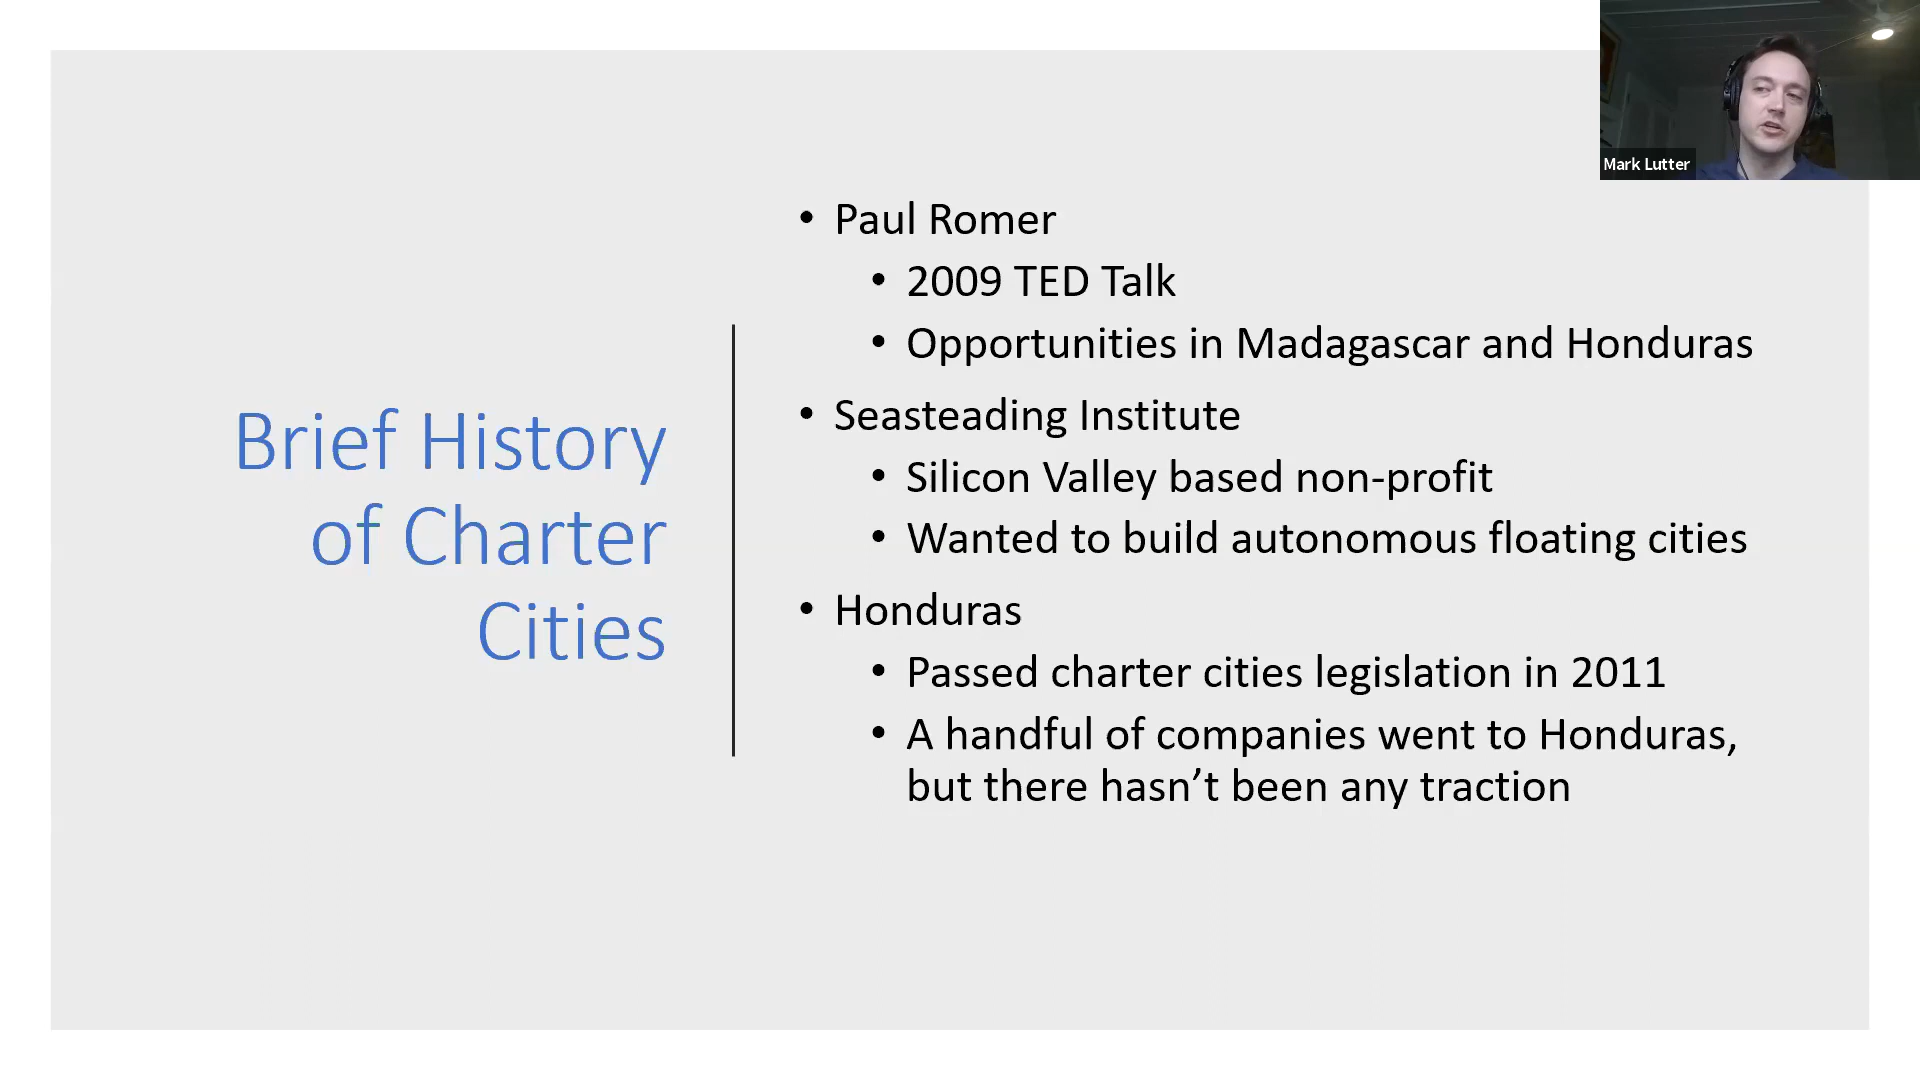 Mark Lutter
Brief History
of Charter
Cities
• Paul Romer
• 2009 TED Talk
• Opportunities in Madagascar and Honduras
• Seasteading Institute
• Silicon Valley based non-profit
• Wanted to build autonomous floating cities
• Honduras
• Passed charter cities legislation in 2011
• A handful of companies went to Honduras,
but there hasn’t been any traction